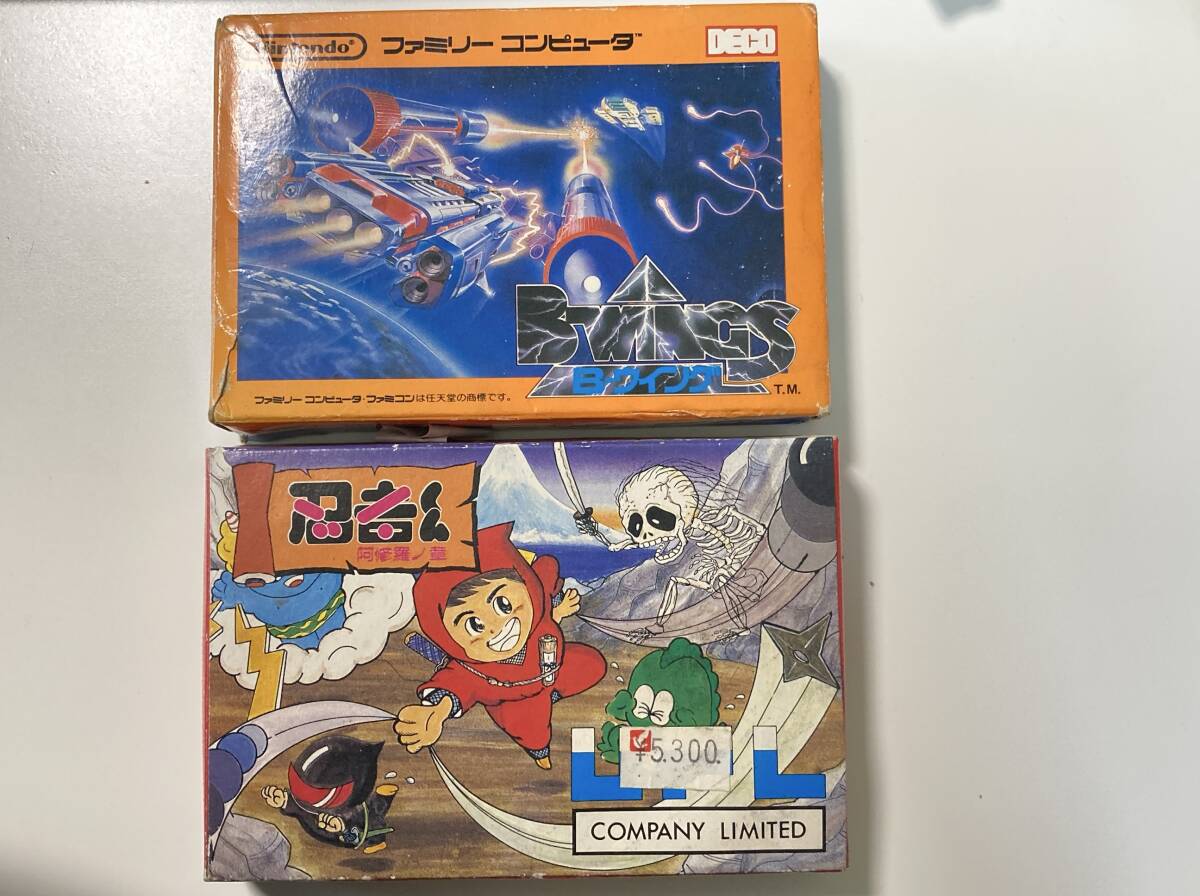 Nintendo®
ファミリー コンピュータ™
DECO
B-WINGS
B-ウイング
T.M.
ファミリー コンピュータ・ファミコンは任天堂の商標です。
忍者くん
阿修羅ノ章
¥5,300.
COMPANY LIMITED